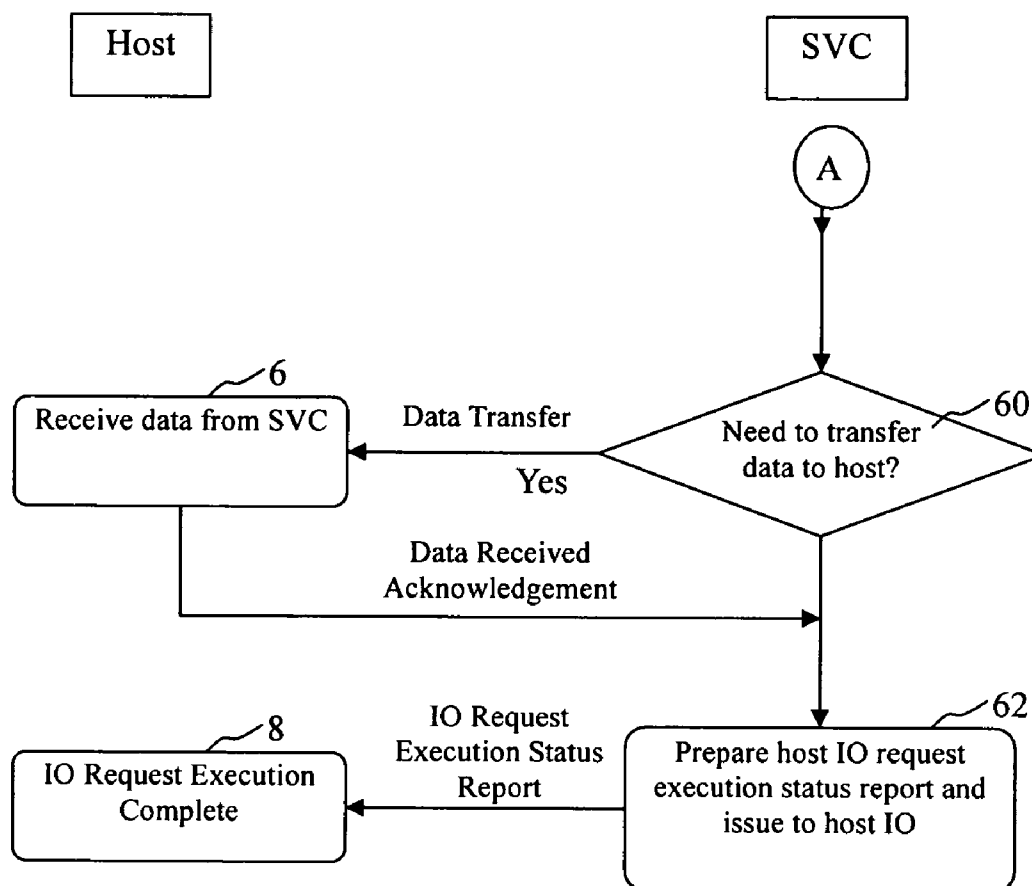 Host
SVC
A
6
Receive data from SVC
Data Transfer
Yes
60
Need to transfer
data to host?
Data Received
Acknowledgement
8
IO Request Execution
Complete
IO Request
Execution Status
Report
62
Prepare host IO request
execution status report and
issue to host IO